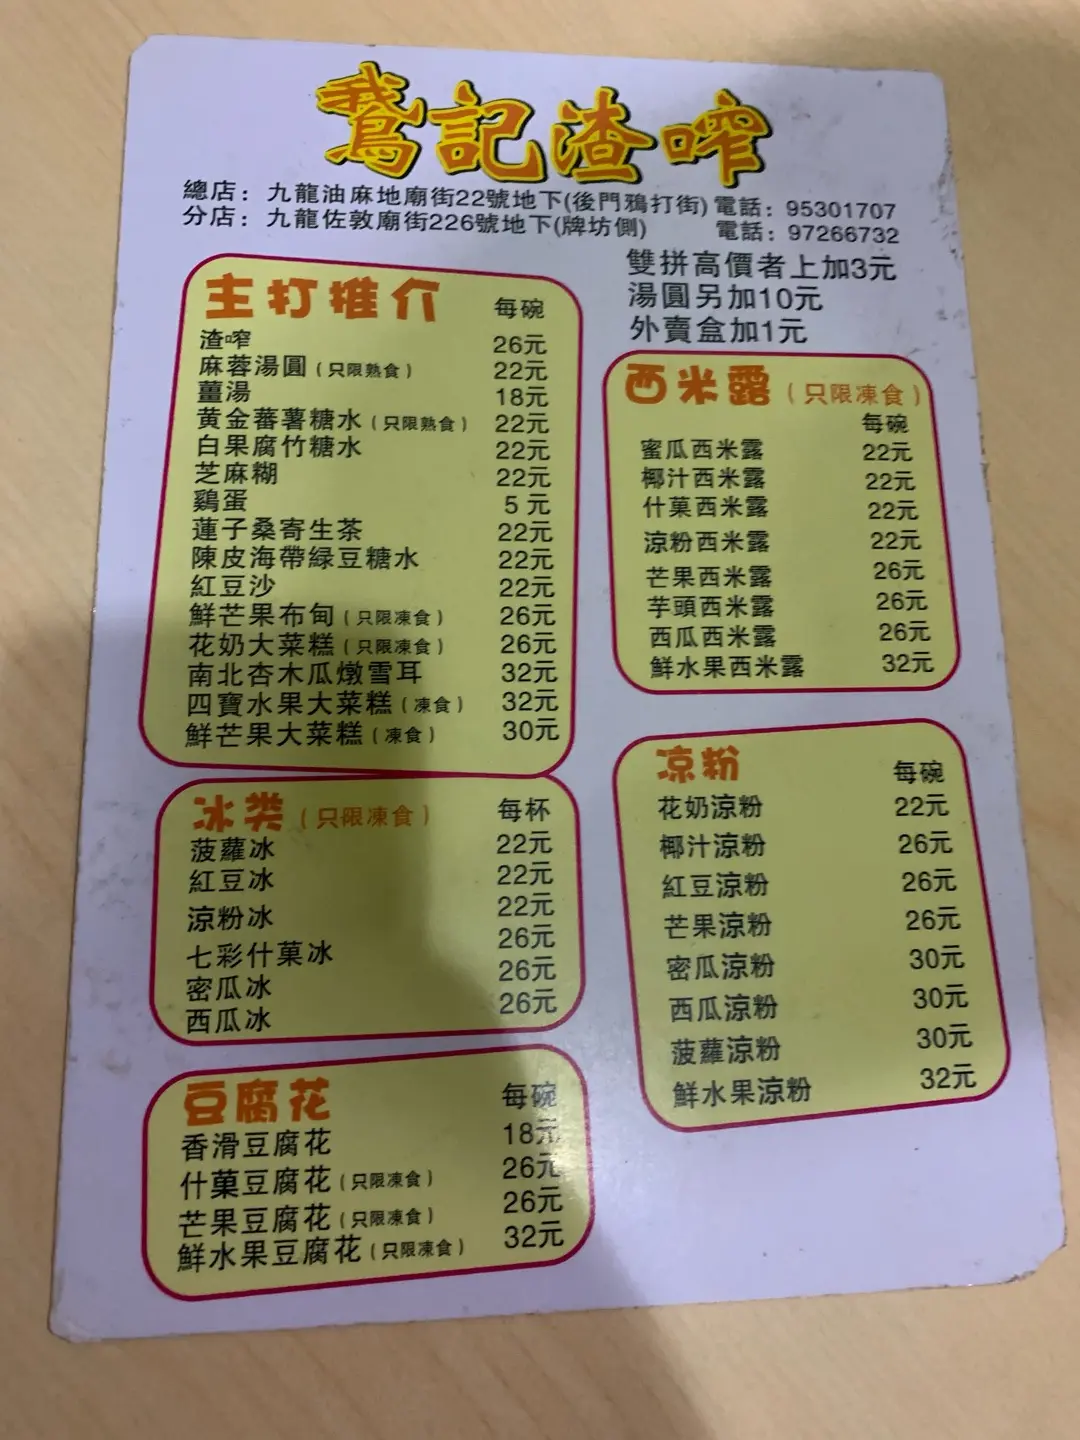 鵝記渣咋
總店：九龍油麻地廟街22號地下(後門鴉打街) 電話：95301707
分店：九龍佐敦廟街226號地下(牌坊側) 電話：97266732
雙拼高價者上加3元
湯圓另加10元
外賣盒加1元
主打推介 每碗
渣咋 26元
麻蓉湯圓(只限熟食) 22元
薑湯 18元
黃金蕃薯糖水(只限熟食) 22元
白果腐竹糖水 22元
芝麻糊 22元
鷄蛋 5元
蓮子桑寄生茶 22元
陳皮海帶緑豆糖水 22元
紅豆沙 22元
鮮芒果布甸(只限凍食) 26元
花奶大菜糕(只限凍食) 26元
南北杏木瓜燉雪耳 32元
四寶水果大菜糕(凍食) 32元
鮮芒果大菜糕(凍食) 30元
西米露(只限凍食)
每碗
蜜瓜西米露 22元
椰汁西米露 22元
什菓西米露 22元
涼粉西米露 22元
芒果西米露 26元
芋頭西米露 26元
西瓜西米露 26元
鮮水果西米露 32元
冰类(只限凍食) 每杯
菠蘿冰 22元
紅豆冰 22元
涼粉冰 22元
七彩什菓冰 26元
密瓜冰 26元
西瓜冰 26元
凉粉 每碗
花奶涼粉 22元
椰汁涼粉 26元
紅豆涼粉 26元
芒果涼粉 26元
密瓜涼粉 30元
西瓜涼粉 30元
菠蘿涼粉 30元
鮮水果涼粉 32元
豆腐花 每碗
香滑豆腐花 18元
什菓豆腐花(只限凍食) 26元
芒果豆腐花(只限凍食) 26元
鮮水果豆腐花(只限凍食) 32元